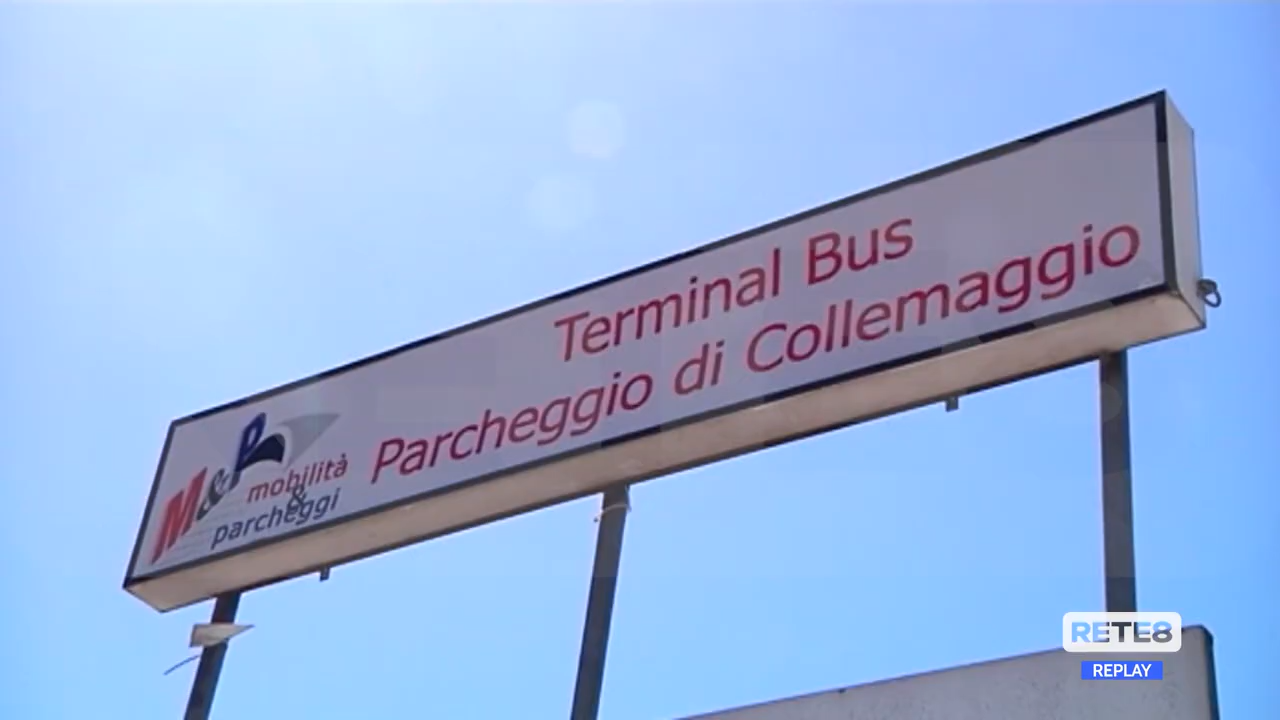 Terminal Bus
Parcheggio di Collemaggio
M&P
mobilità
&
parcheggi
RETE8
REPLAY